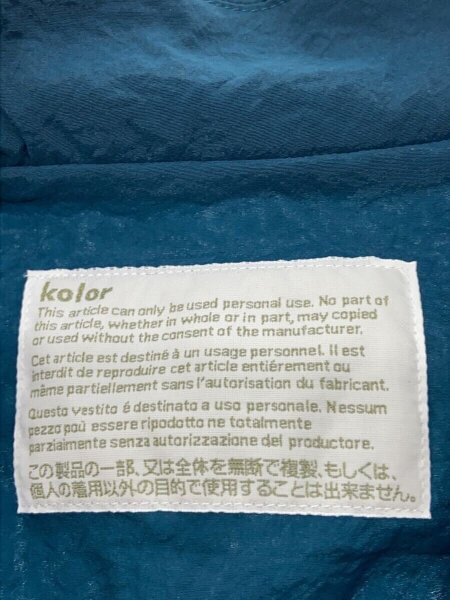 kolor
This article can only be used personal use. No part of
this article, whether in whole or in part, may copied
or used without the consent of the manufacturer.
Cet article est destiné à un usage personnel. Il est
interdit de reproduire cet article entiérement ou
même partiellement sans l'autorisation du fabricant.
Questo vestito é destinato a uso personale. Nessum
pezzo può essere ripodotto ne totalmente
parziaimente senza autorizzazione del productore.
この製品の一部、又は全体を無断で複製、もしくは、
個人の着用以外の目的で使用することは出来ません。